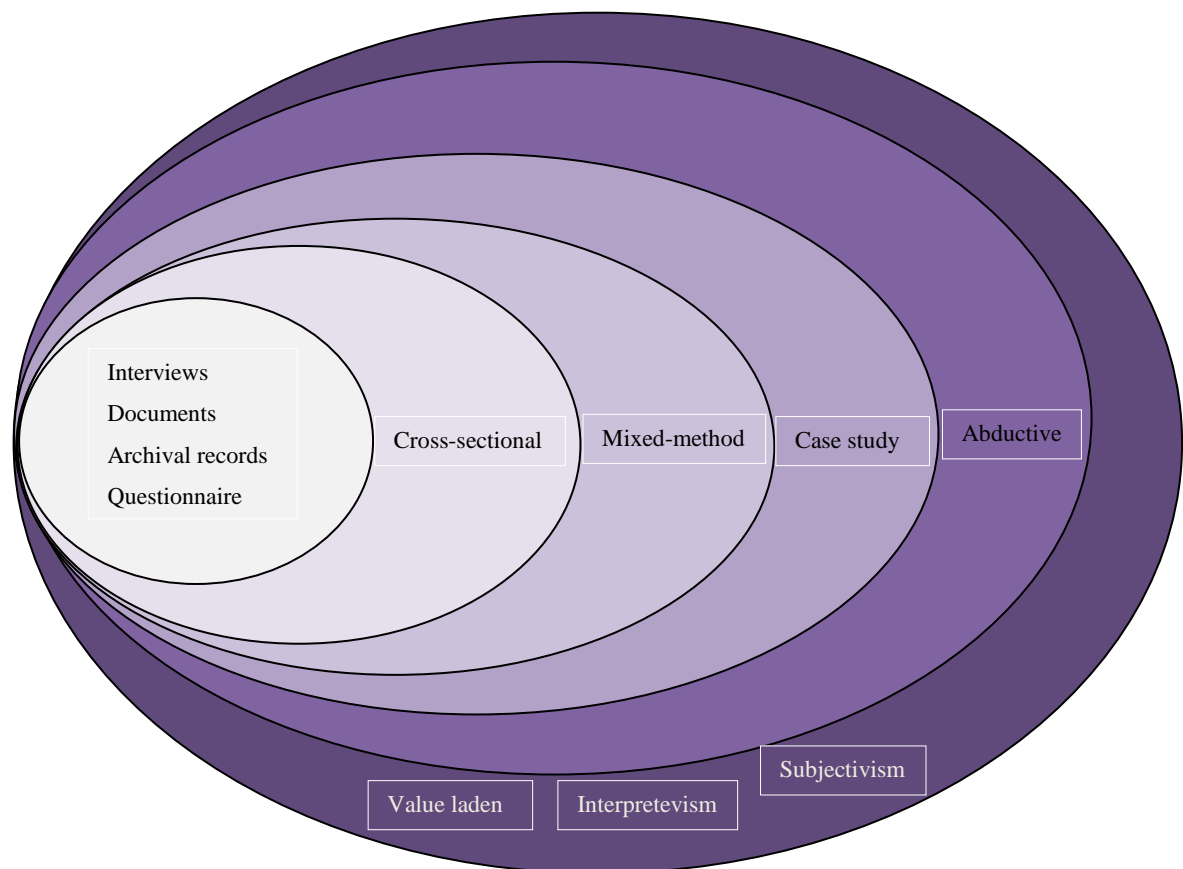 Interviews
Documents
Archival records
Questionnaire
Cross-sectional
Mixed-method
Case study
Abductive
Subjectivism
Value laden
Interpretevism